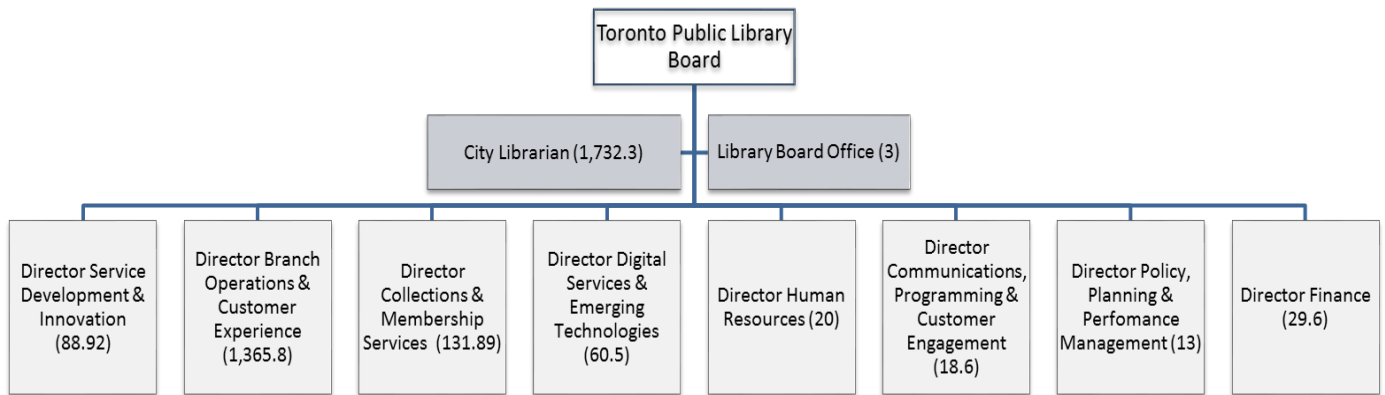 Toronto Public Library
Board
City Librarian (1,732.3)
Library Board Office (3)
Director Service
Development &
Innovation
(88.92)
Director Branch
Operations &
Customer
Experience
(1,365.8)
Director
Collections &
Membership
Services (131.89)
Director Digital
Services &
Emerging
Technologies
(60.5)
Director Human
Resources (20)
Director
Communications,
Programming &
Customer
Engagement
(18.6)
Director Policy,
Planning &
Perfomance
Management (13)
Director Finance
(29.6)